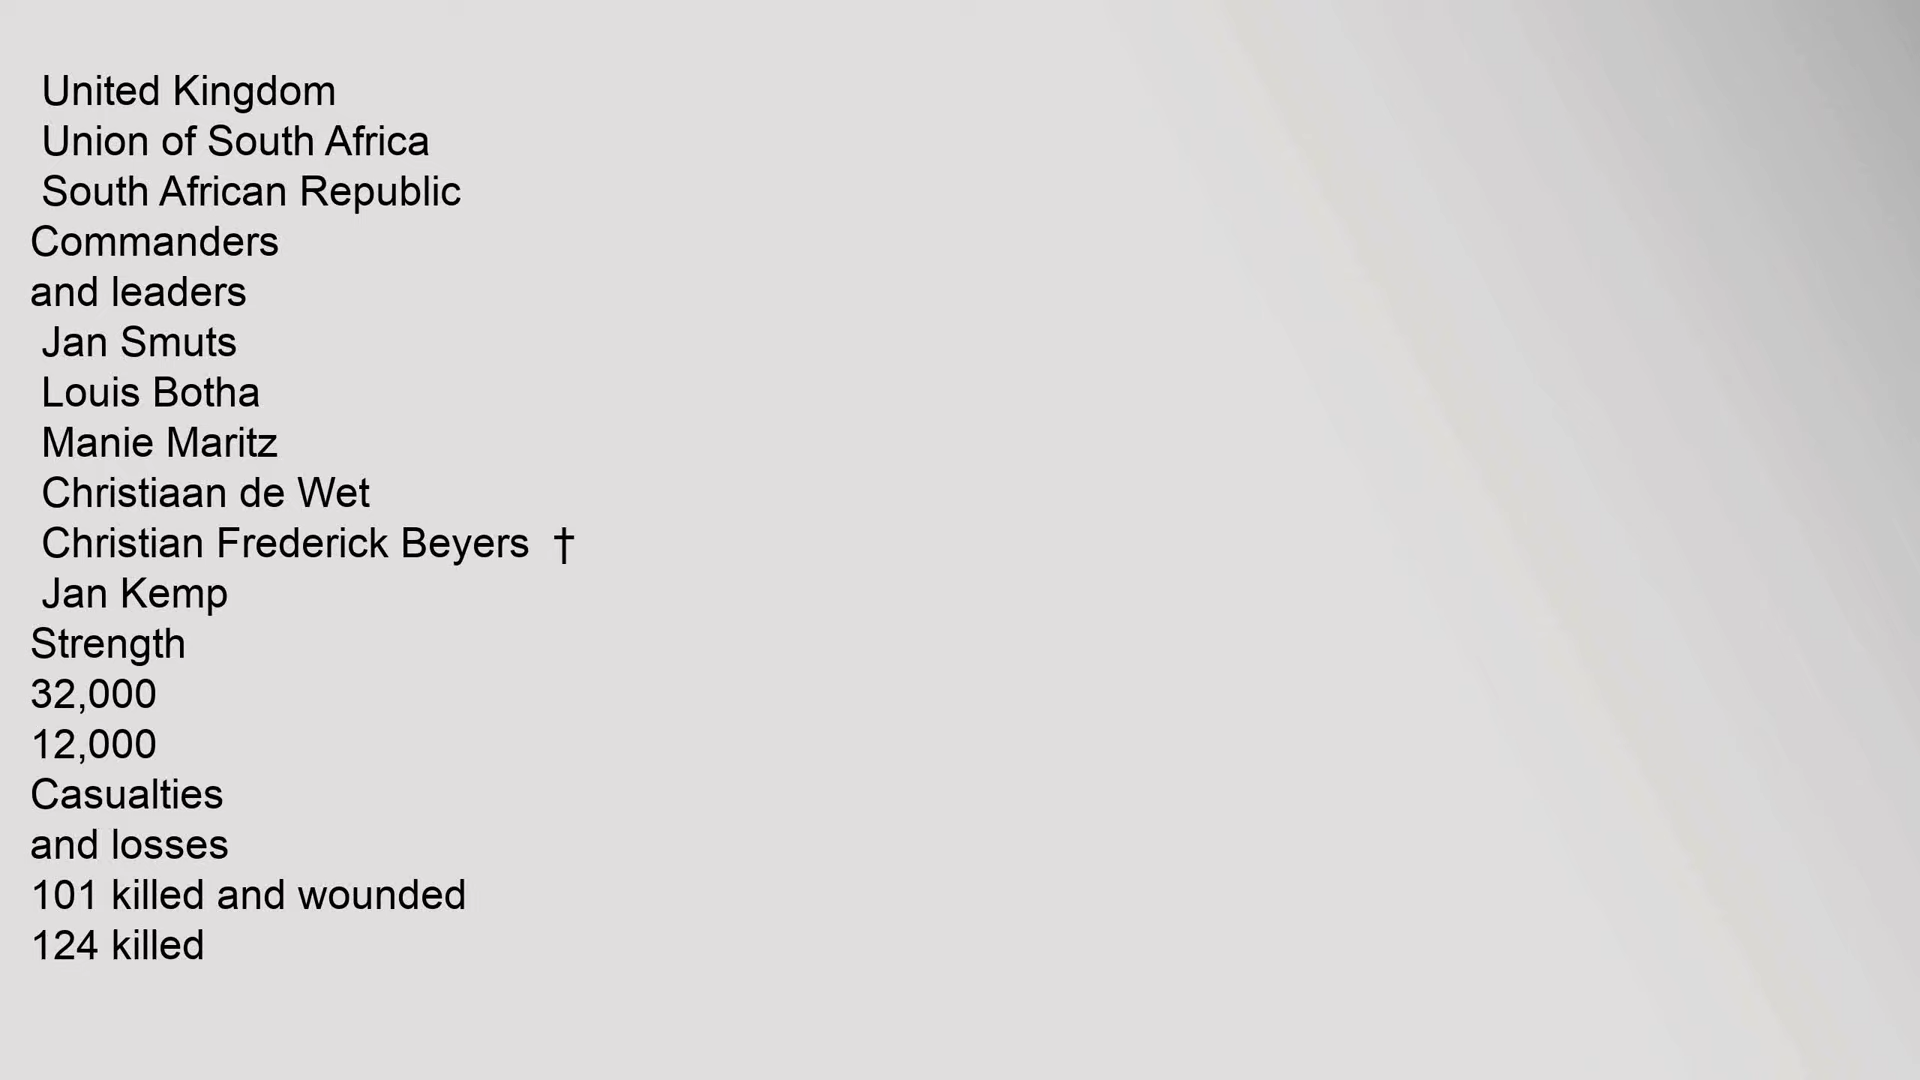 United Kingdom
Union of South Africa
South African Republic
Commanders
and leaders
Jan Smuts
Louis Botha
Manie Maritz
Christiaan de Wet
Christian Frederick Beyers †
Jan Kemp
Strength
32,000
12,000
Casualties
and losses
101 killed and wounded
124 killed